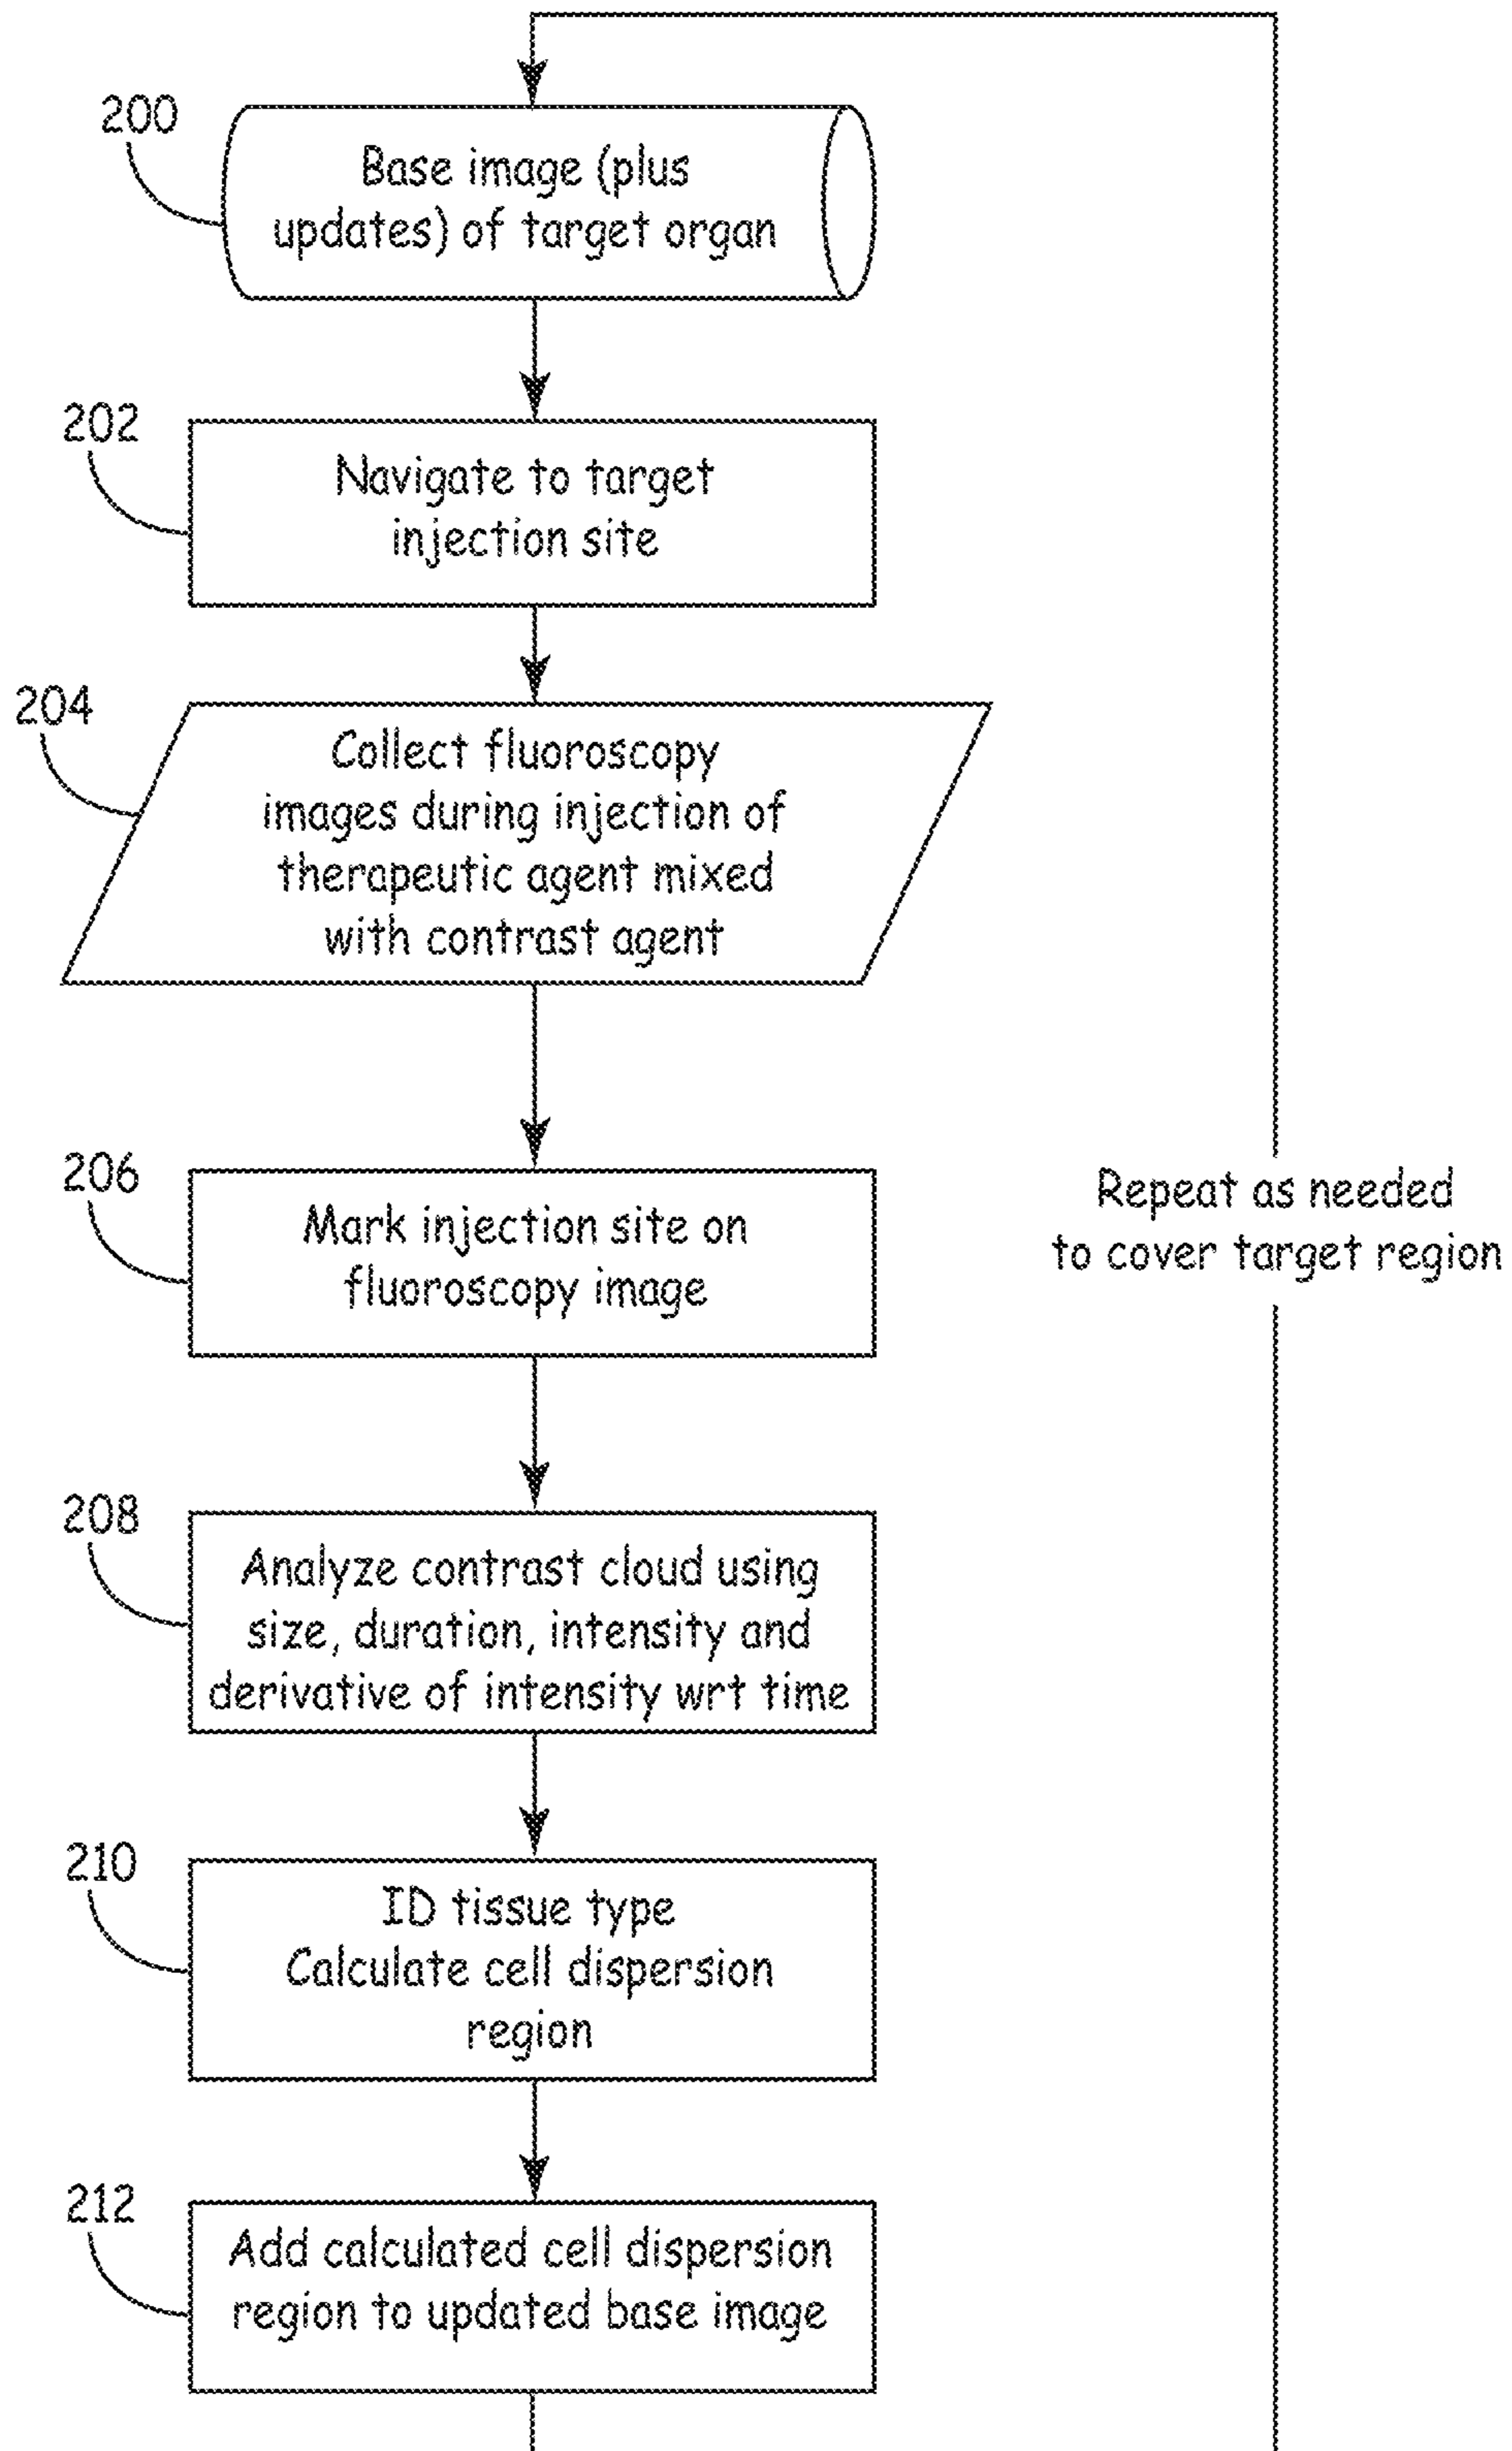 200
Base image (plus
updates) of target organ
202
Navigate to target
injection site
204
Collect fluoroscopy
images during injection of
therapeutic agent mixed
with contrast agent
206
Mark injection site on
fluoroscopy image
Repeat as needed
to cover target region
208
Analyze contrast cloud using
size, duration, intensity and
derivative of intensity wrt time
210
ID tissue type
Calculate cell dispersion
region
212
Add calculated cell dispersion
region to updated base image